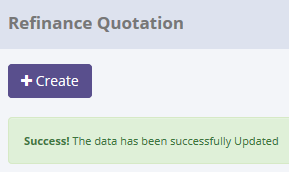 Refinance Quotation
+ Create
Success! The data has been successfully Updated